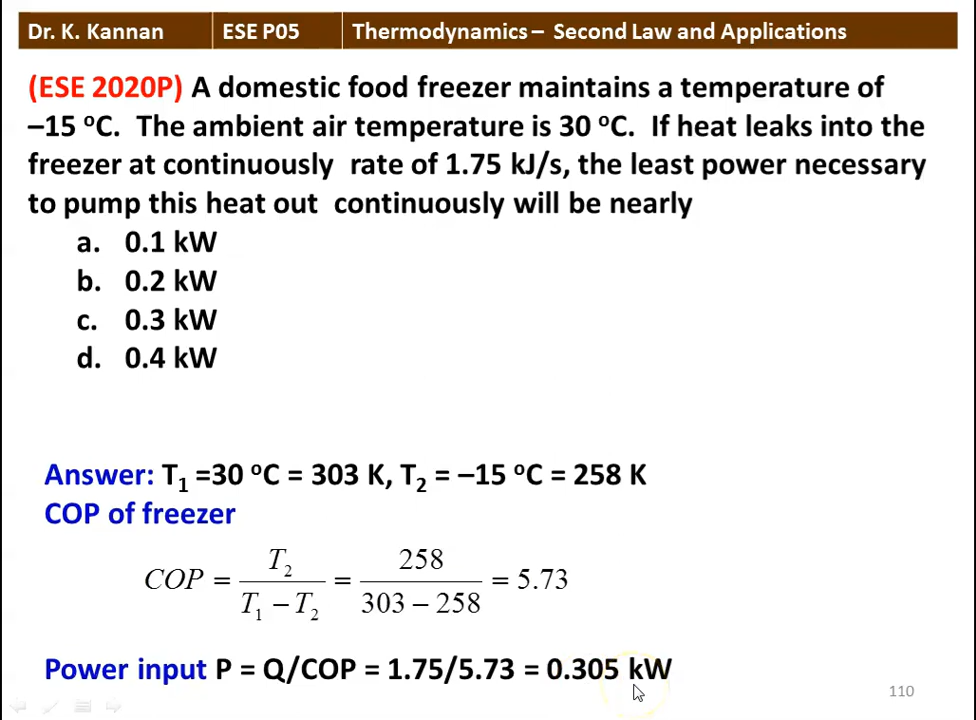 Dr. K. Kannan ESE P05 Thermodynamics – Second Law and Applications
(ESE 2020P) A domestic food freezer maintains a temperature of
–15 °C. The ambient air temperature is 30 °C. If heat leaks into the
freezer at continuously rate of 1.75 kJ/s, the least power necessary
to pump this heat out continuously will be nearly
a. 0.1 kW
b. 0.2 kW
c. 0.3 kW
d. 0.4 kW
Answer: T₁ =30 °C = 303 K, T₂ = –15 °C = 258 K
COP of freezer
COP = T₂ / (T₁ – T₂) = 258 / (303 – 258) = 5.73
Power input P = Q/COP = 1.75/5.73 = 0.305 kW
110